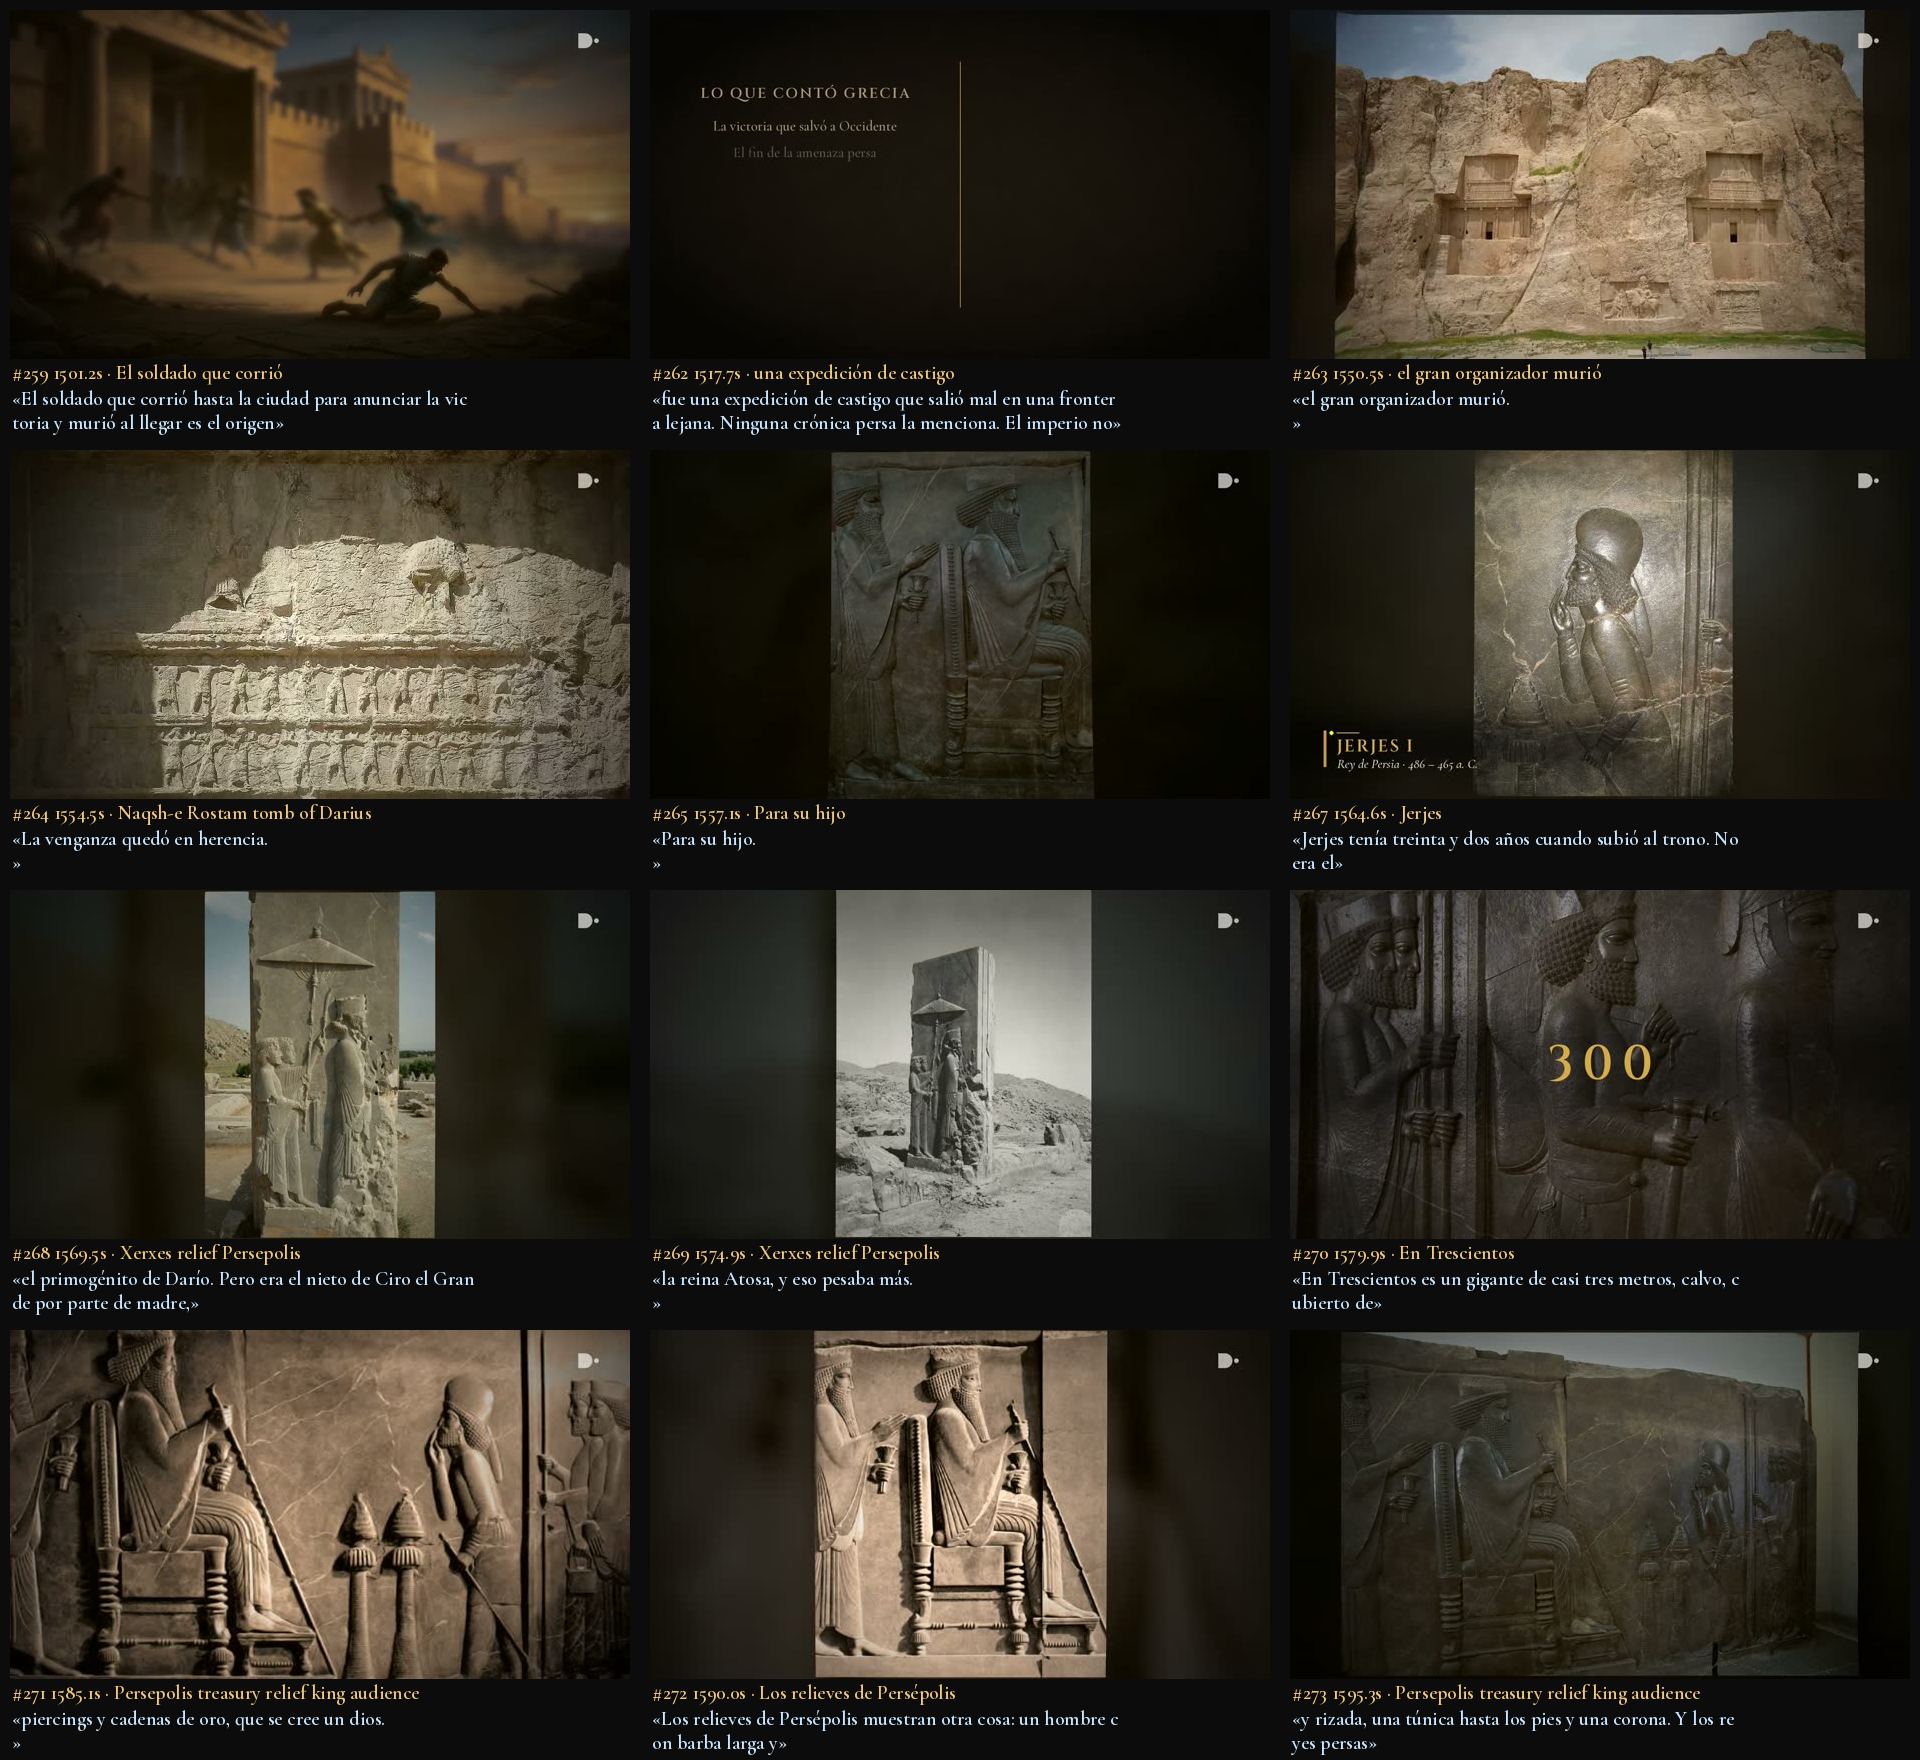 LO QUE CONTÓ GRECIA
La victoria que salvó a Occidente
El fin de la amenaza persa
#259 1501.2s · El soldado que corrió
«El soldado que corrió hasta la ciudad para anunciar la vic
toria y murió al llegar es el origen»
#262 1517.7s · una expedición de castigo
«fue una expedición de castigo que salió mal en una fronter
a lejana. Ninguna crónica persa la menciona. El imperio no»
#263 1550.5s · el gran organizador murió
«el gran organizador murió.
»
#264 1554.5s · Naqsh-e Rostam tomb of Darius
«La venganza quedó en herencia.
»
#265 1557.1s · Para su hijo
«Para su hijo.
»
JERJES I
Rey de Persia · 486 – 465 a. C.
#267 1564.6s · Jerjes
«Jerjes tenía treinta y dos años cuando subió al trono. No
era el»
#268 1569.5s · Xerxes relief Persepolis
«el primogénito de Darío. Pero era el nieto de Ciro el Gran
de por parte de madre,»
#269 1574.9s · Xerxes relief Persepolis
«la reina Atosa, y eso pesaba más.
»
300
#270 1579.9s · En Trescientos
«En Trescientos es un gigante de casi tres metros, calvo, c
ubierto de»
#271 1585.1s · Persepolis treasury relief king audience
«piercings y cadenas de oro, que se cree un dios.
»
#272 1590.0s · Los relieves de Persépolis
«Los relieves de Persépolis muestran otra cosa: un hombre c
on barba larga y»
#273 1595.3s · Persepolis treasury relief king audience
«y rizada, una túnica hasta los pies y una corona. Y los re
yes persas»